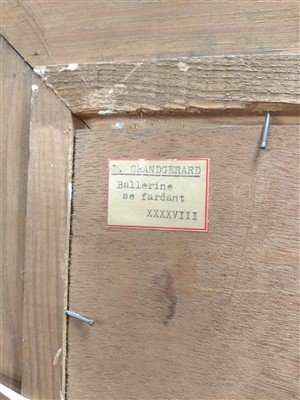 GRANDGERARD
Ballerine
se fardant
XXXXVIII